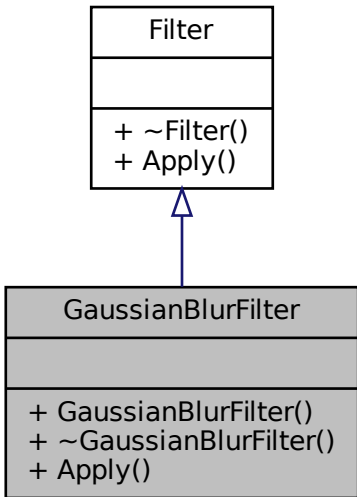 Filter
+ ~Filter()
+ Apply()
GaussianBlurFilter
+ GaussianBlurFilter()
+ ~GaussianBlurFilter()
+ Apply()